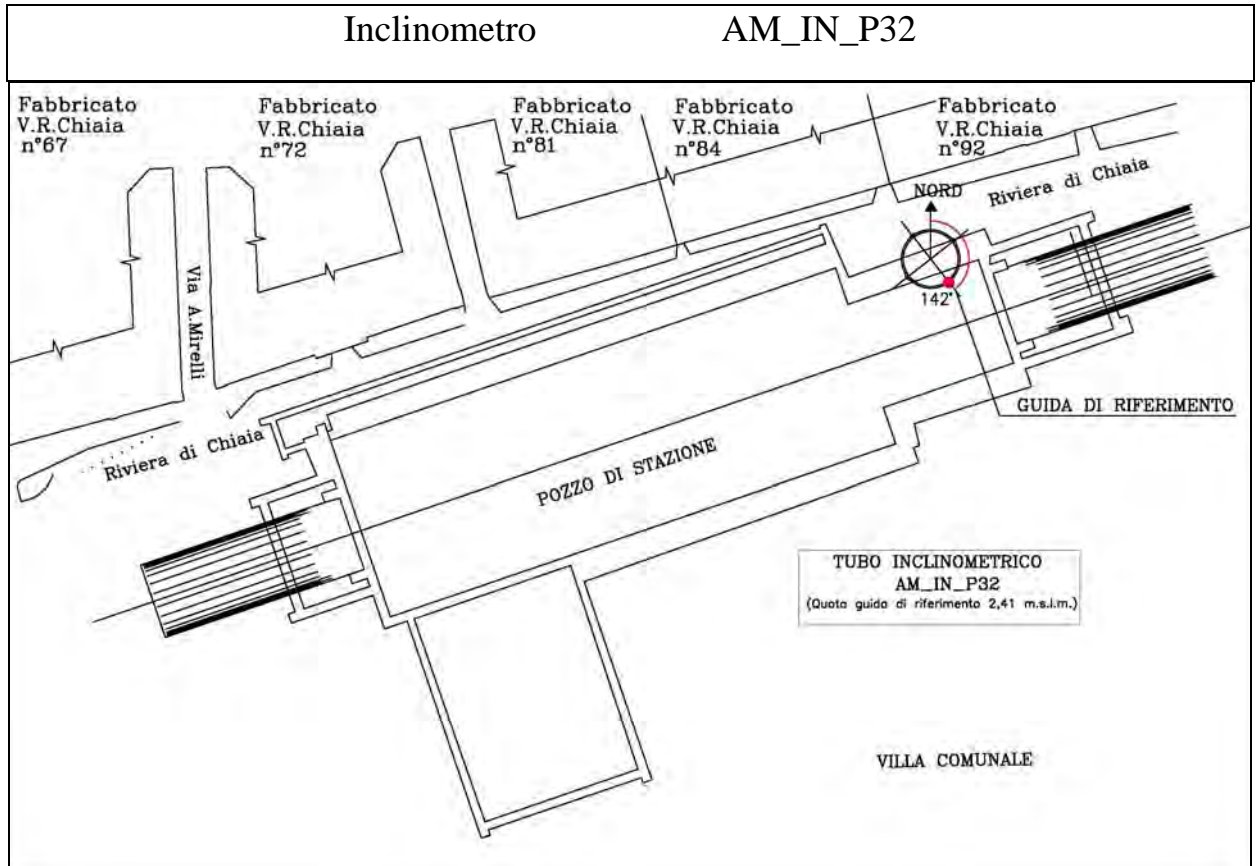 Inclinometro AM_IN_P32
Fabbricato
V.R.Chiaia
n°67
Fabbricato
V.R.Chiaia
n°72
Fabbricato
V.R.Chiaia
n°81
Fabbricato
V.R.Chiaia
n°84
Fabbricato
V.R.Chiaia
n°92
NORD
Riviera di Chiaia
Via A.Mirelli
142°
GUIDA DI RIFERIMENTO
Riviera di Chiaia
POZZO DI STAZIONE
TUBO INCLINOMETRICO
AM_IN_P32
(Quota guida di riferimento 2,41 m.s.l.m.)
VILLA COMUNALE